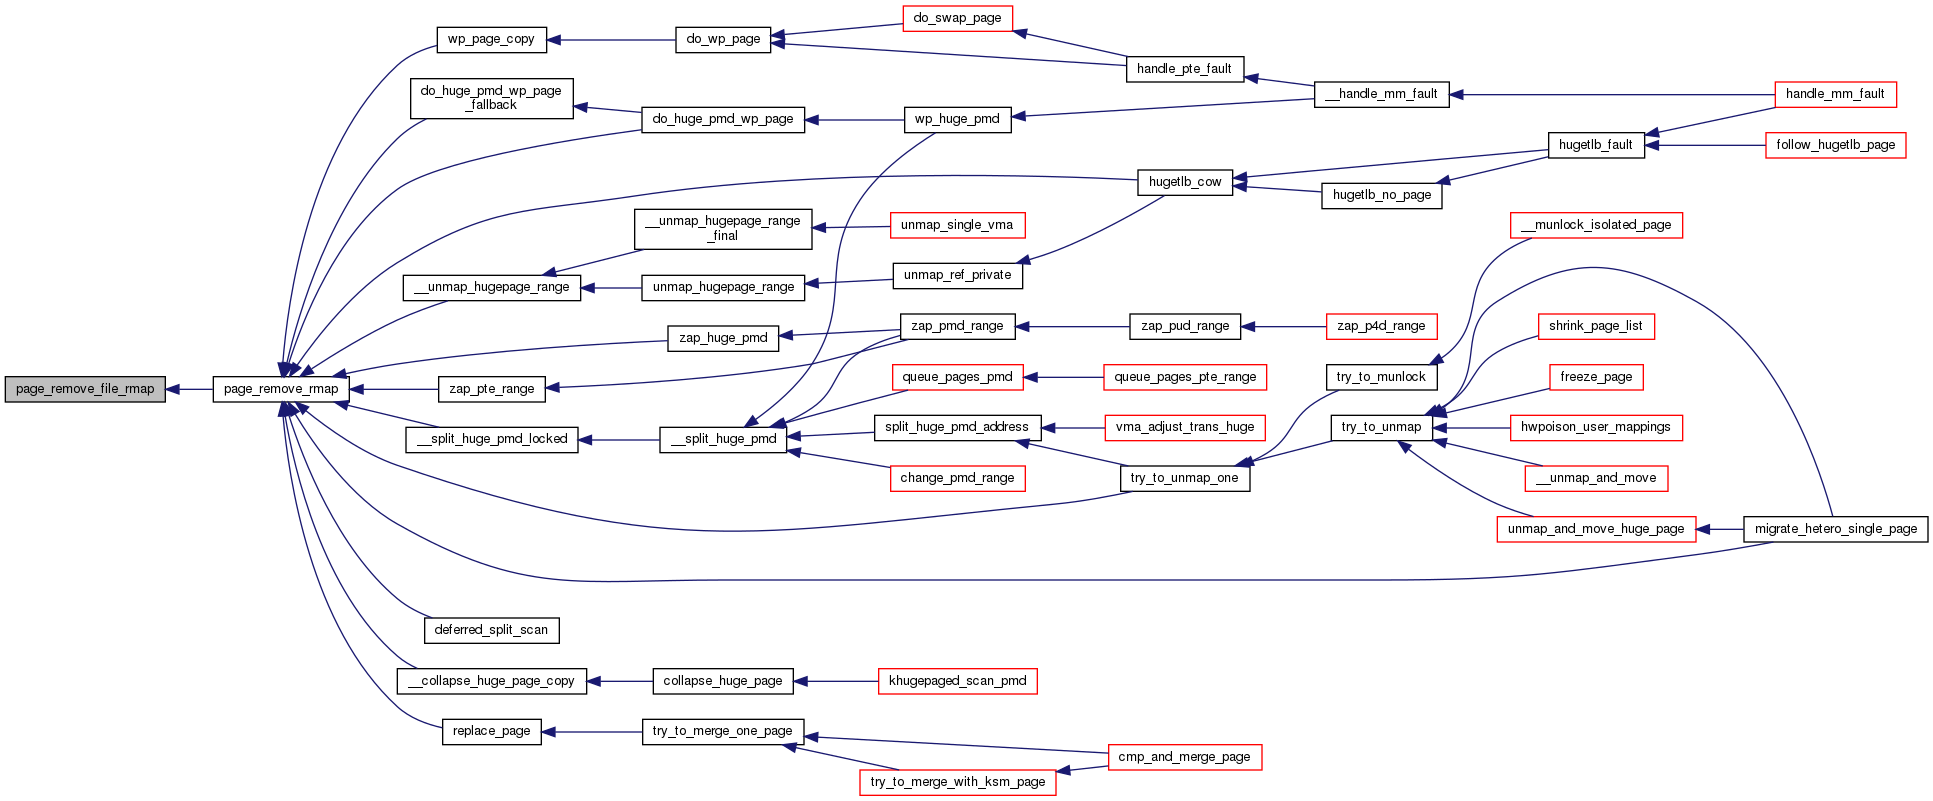 do_swap_page
wp_page_copy
do_wp_page
handle_pte_fault
do_huge_pmd_wp_page
_fallback
__handle_mm_fault
handle_mm_fault
do_huge_pmd_wp_page
wp_huge_pmd
hugetlb_fault
follow_hugetlb_page
hugetlb_cow
hugetlb_no_page
__unmap_hugepage_range
_final
unmap_single_vma
__munlock_isolated_page
__unmap_hugepage_range
unmap_hugepage_range
unmap_ref_private
zap_huge_pmd
zap_pmd_range
zap_pud_range
zap_p4d_range
shrink_page_list
page_remove_file_rmap
page_remove_rmap
zap_pte_range
queue_pages_pmd
queue_pages_pte_range
try_to_munlock
freeze_page
__split_huge_pmd_locked
__split_huge_pmd
split_huge_pmd_address
vma_adjust_trans_huge
try_to_unmap
hwpoison_user_mappings
change_pmd_range
try_to_unmap_one
__unmap_and_move
unmap_and_move_huge_page
migrate_hetero_single_page
deferred_split_scan
__collapse_huge_page_copy
collapse_huge_page
khugepaged_scan_pmd
replace_page
try_to_merge_one_page
cmp_and_merge_page
try_to_merge_with_ksm_page